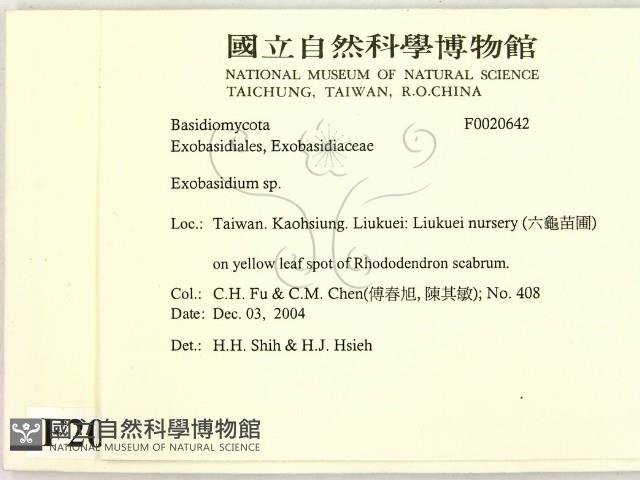 國立自然科學博物館
NATIONAL MUSEUM OF NATURAL SCIENCE
TAICHUNG, TAIWAN, R.O.CHINA
Basidiomycota F0020642
Exobasidiales, Exobasidiaceae
Exobasidium sp.
Loc.: Taiwan. Kaohsiung. Liukuei: Liukuei nursery (六龜苗圃)
on yellow leaf spot of Rhododendron scabrum.
Col.: C.H. Fu & C.M. Chen(傅春旭, 陳其敏); No. 408
Date: Dec. 03, 2004
Det.: H.H. Shih & H.J. Hsieh
國立自然科學博物館
NATIONAL MUSEUM OF NATURAL SCIENCE